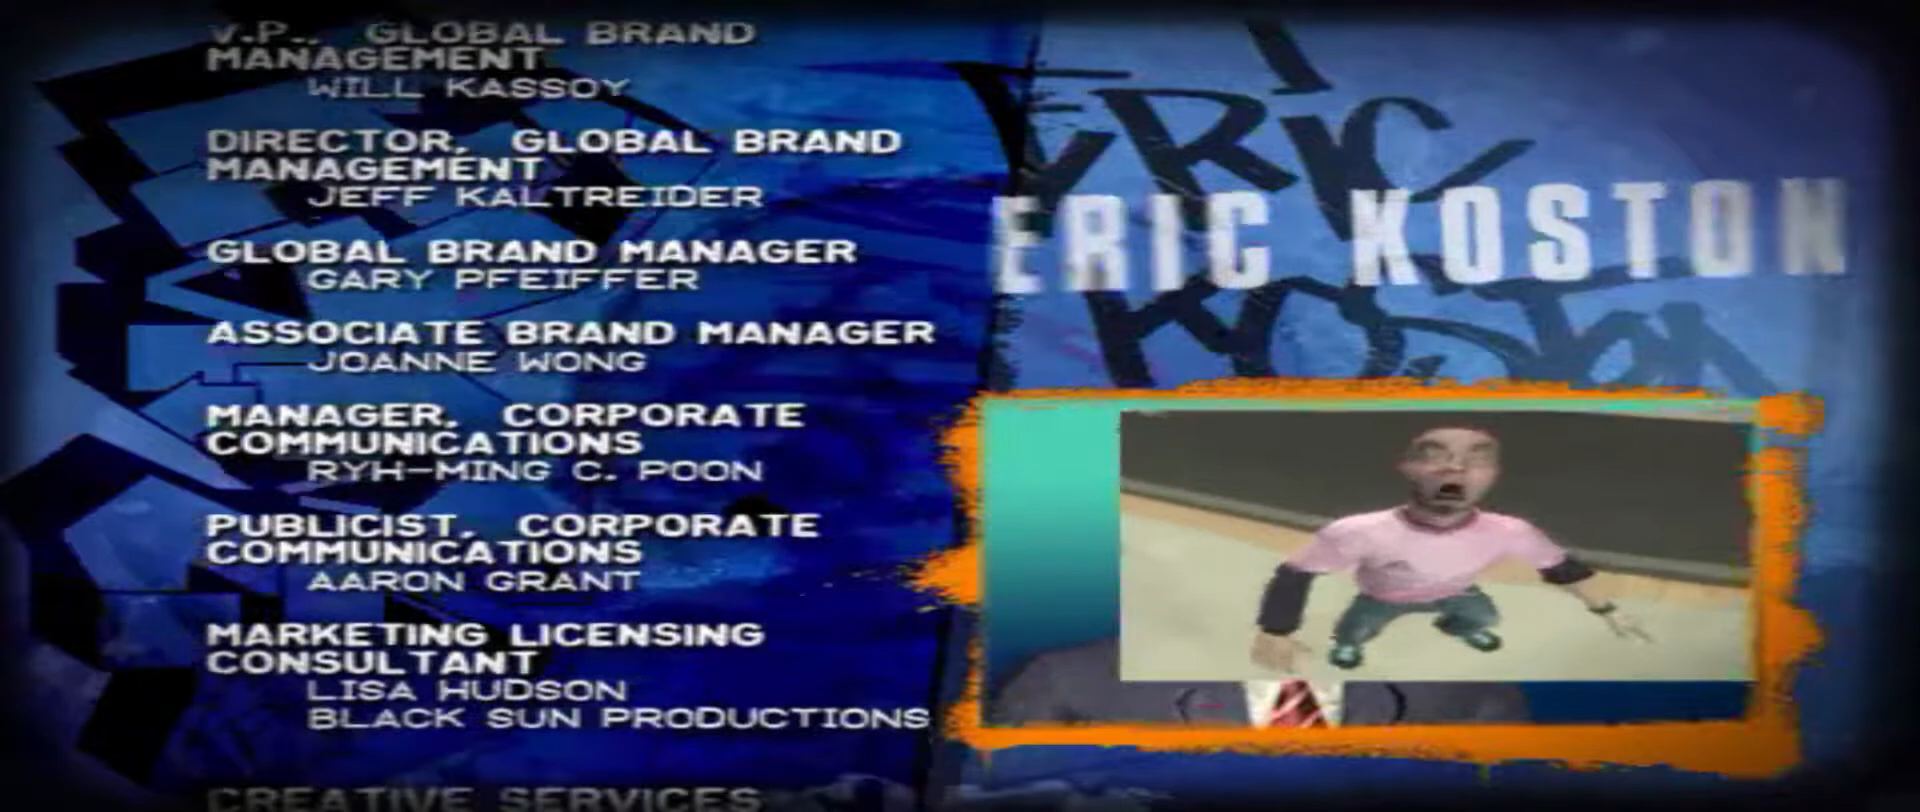 V.P., GLOBAL BRAND
MANAGEMENT
WILL KASSOY
DIRECTOR, GLOBAL BRAND
MANAGEMENT
JEFF KALTREIDER
GLOBAL BRAND MANAGER
GARY PFEIFFER
ASSOCIATE BRAND MANAGER
JOANNE WONG
MANAGER, CORPORATE
COMMUNICATIONS
RYH-MING C. POON
PUBLICIST, CORPORATE
COMMUNICATIONS
AARON GRANT
MARKETING LICENSING
CONSULTANT
LISA HUDSON
BLACK SUN PRODUCTIONS
CREATIVE SERVICES
ERIC
ERIC KOSTON
KOSTON